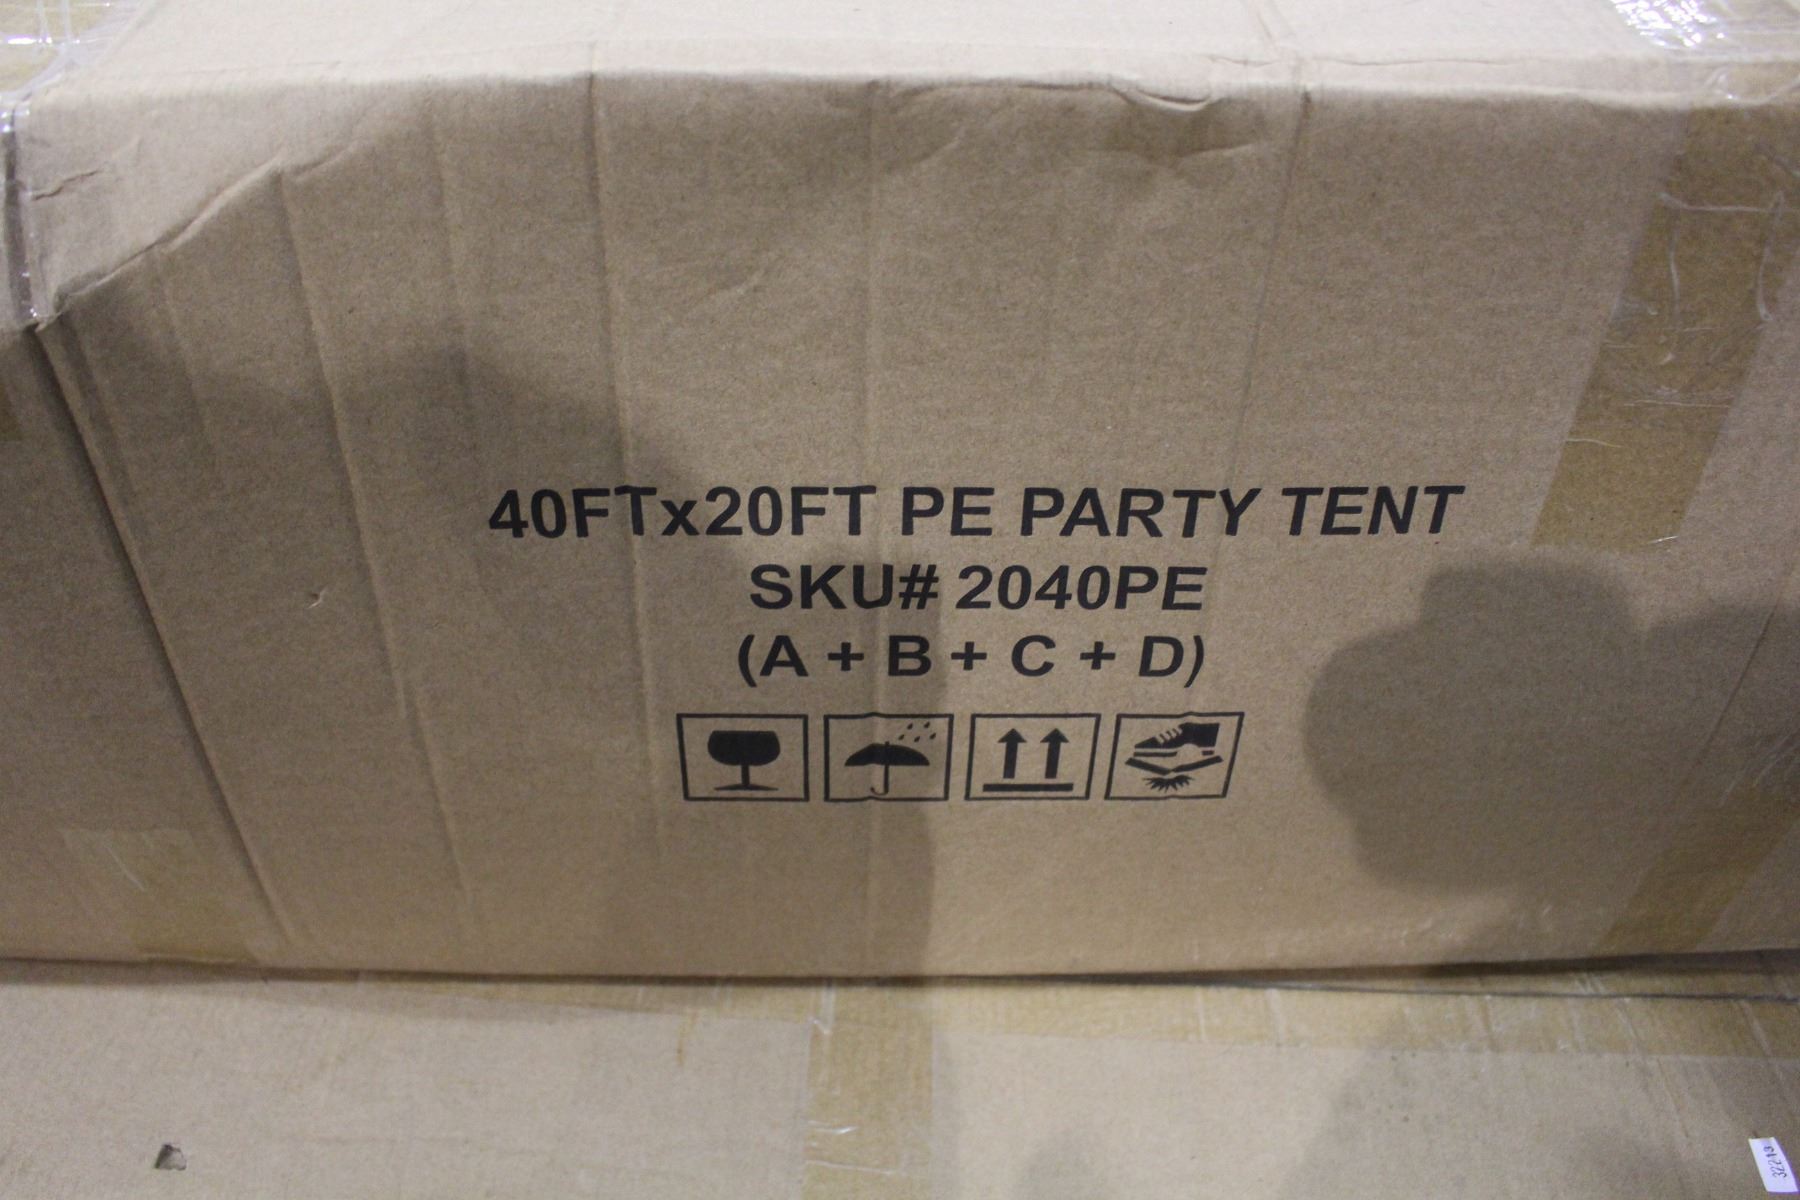 40FTx20FT PE PARTY TENT
SKU# 2040PE
(A + B + C + D)